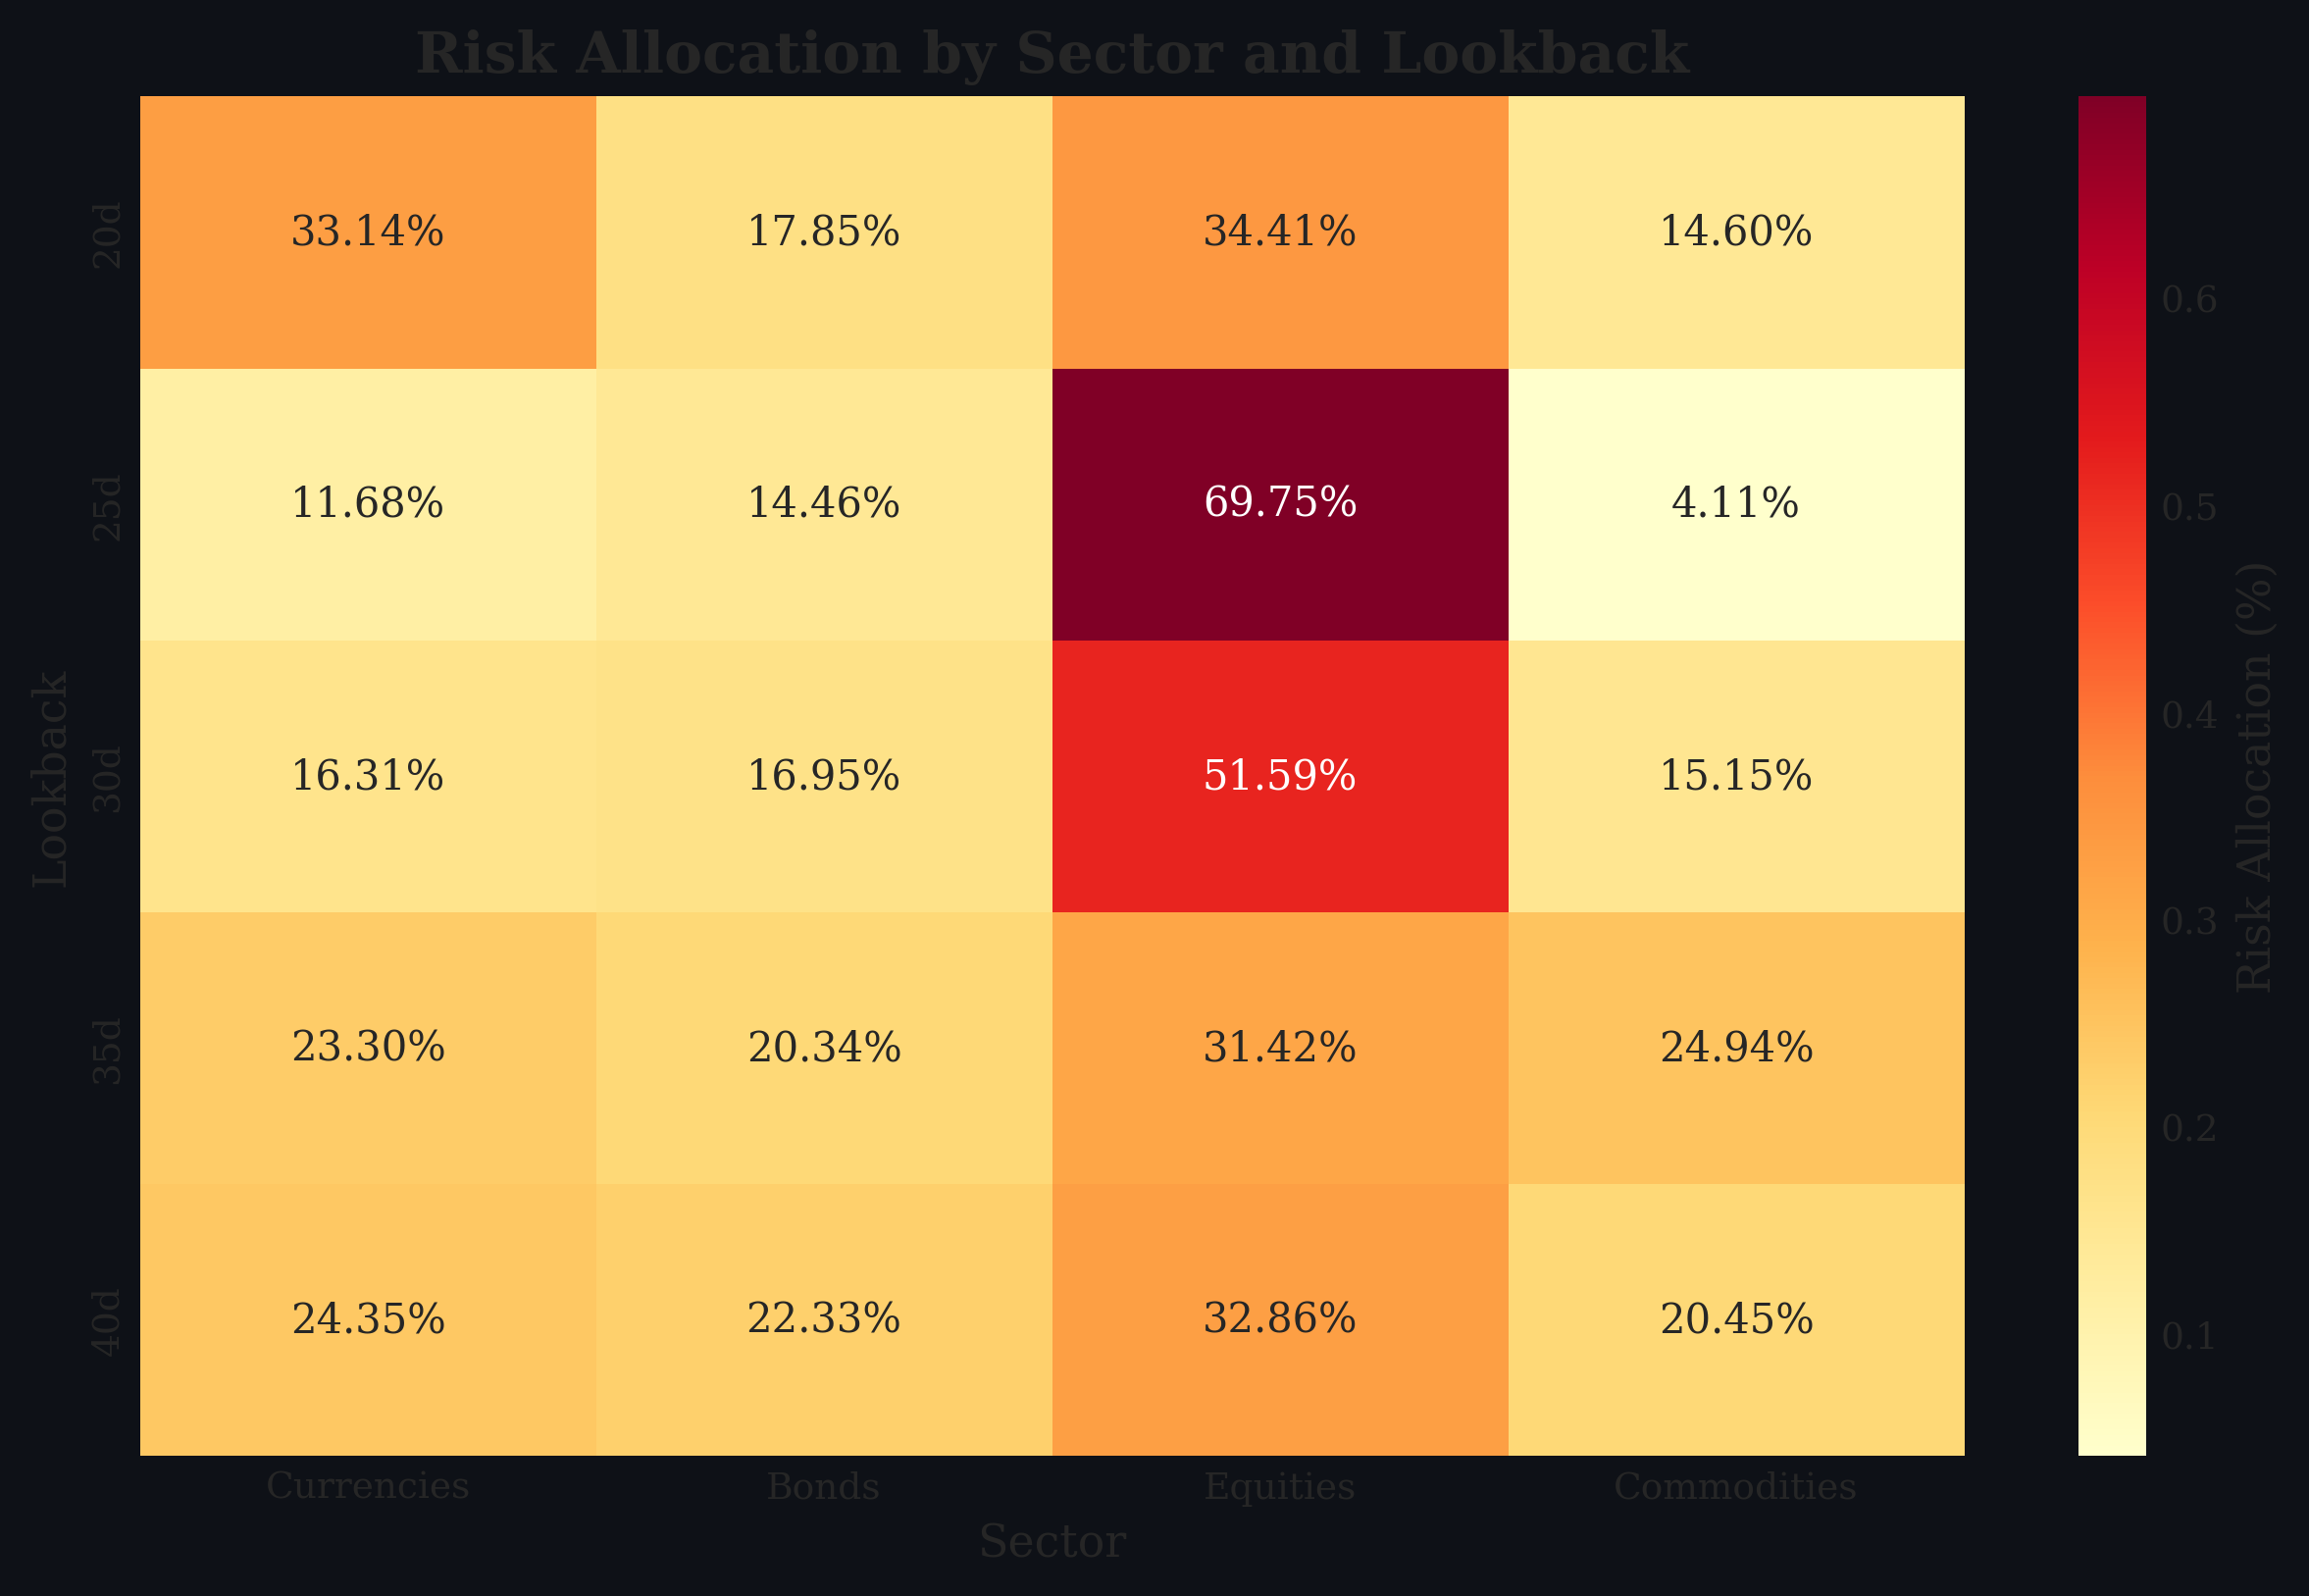 Risk Allocation by Sector and Lookback
Lookback
20d
33.14%
17.85%
34.41%
14.60%
25d
11.68%
14.46%
69.75%
4.11%
30d
16.31%
16.95%
51.59%
15.15%
35d
23.30%
20.34%
31.42%
24.94%
40d
24.35%
22.33%
32.86%
20.45%
Currencies
Bonds
Equities
Commodities
Sector
0.6
0.5
0.4
0.3
0.2
0.1
Risk Allocation (%)